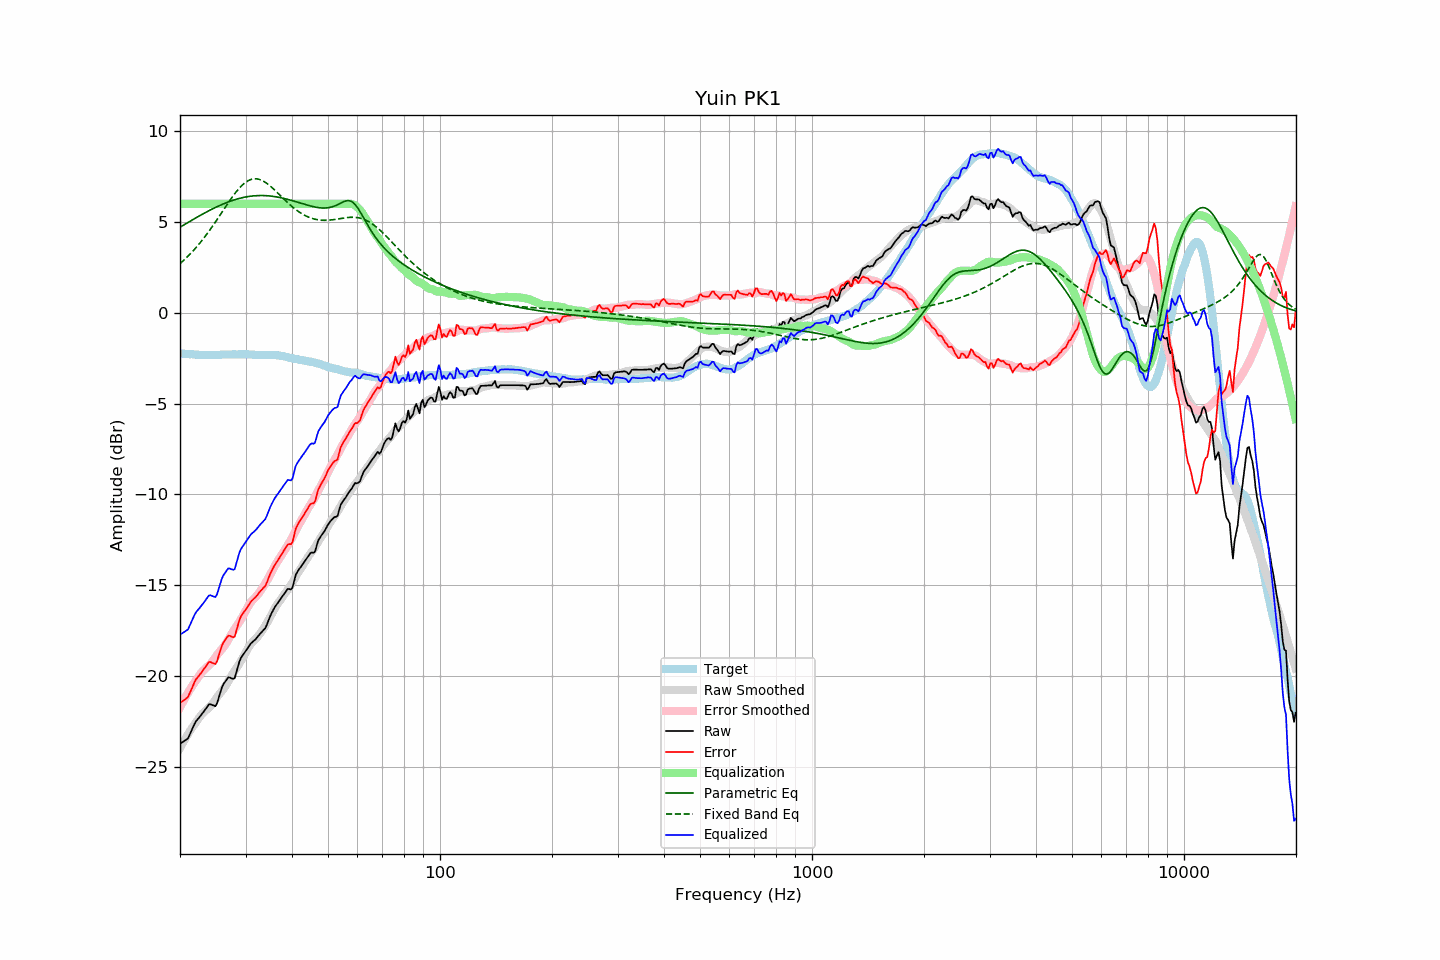 Yuin PK1
Amplitude (dBr)
10
5
0
−5
−10
−15
−20
−25
Target
Raw Smoothed
Error Smoothed
Raw
Error
Equalization
Parametric Eq
Fixed Band Eq
Equalized
100 1000 10000
Frequency (Hz)